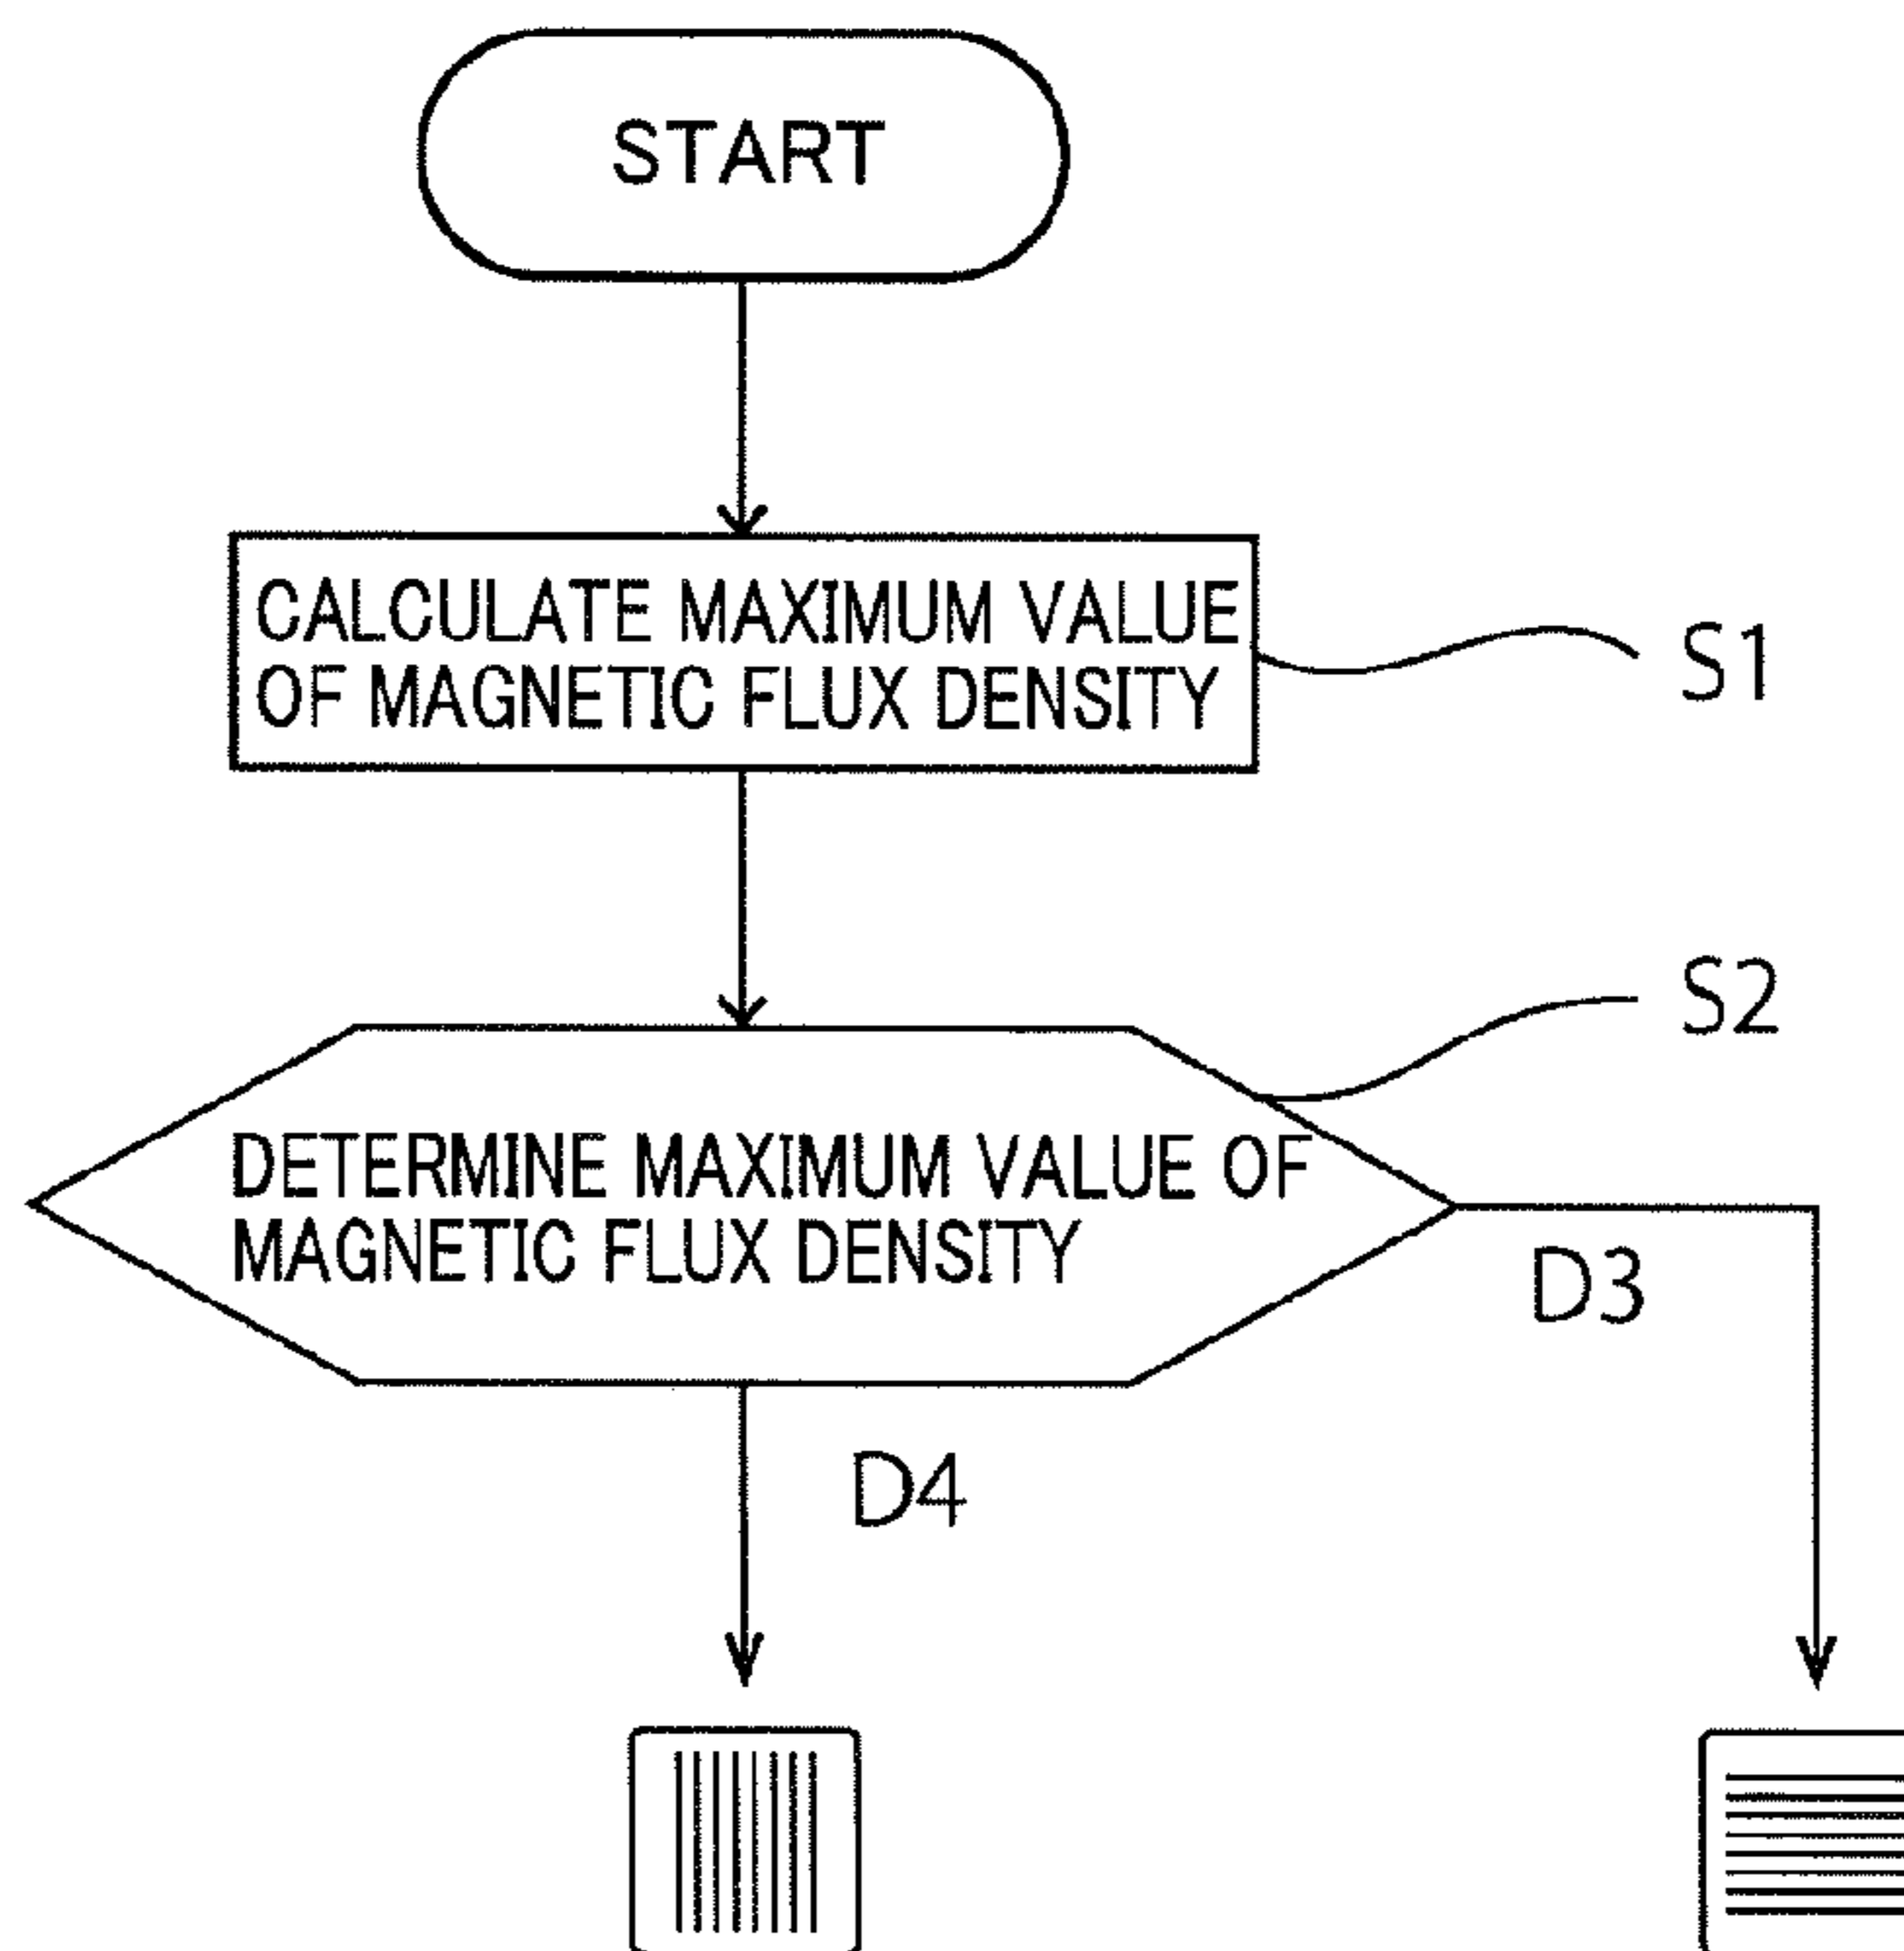 START
CALCULATE MAXIMUM VALUE
OF MAGNETIC FLUX DENSITY
S1
S2
DETERMINE MAXIMUM VALUE OF
MAGNETIC FLUX DENSITY
D3
D4